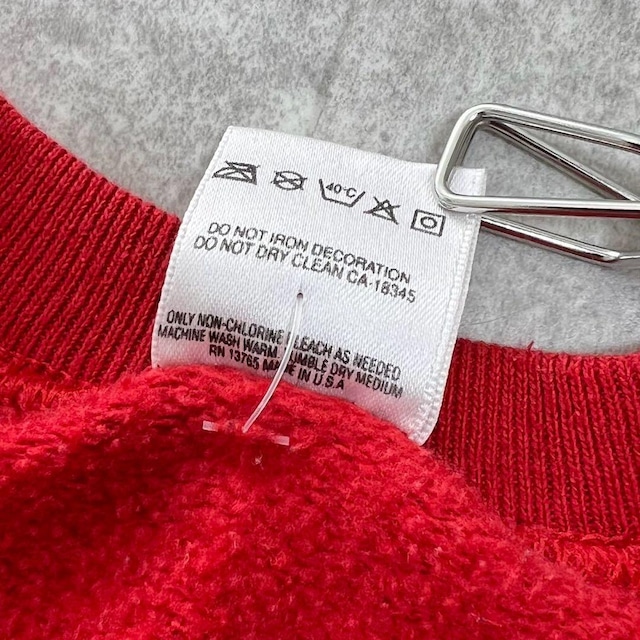 40°C
DO NOT IRON DECORATION
DO NOT DRY CLEAN CA-18345
ONLY NON-CHLORINE BLEACH AS NEEDED
MACHINE WASH WARM, TUMBLE DRY MEDIUM
RN 13765 MADE IN U.S.A